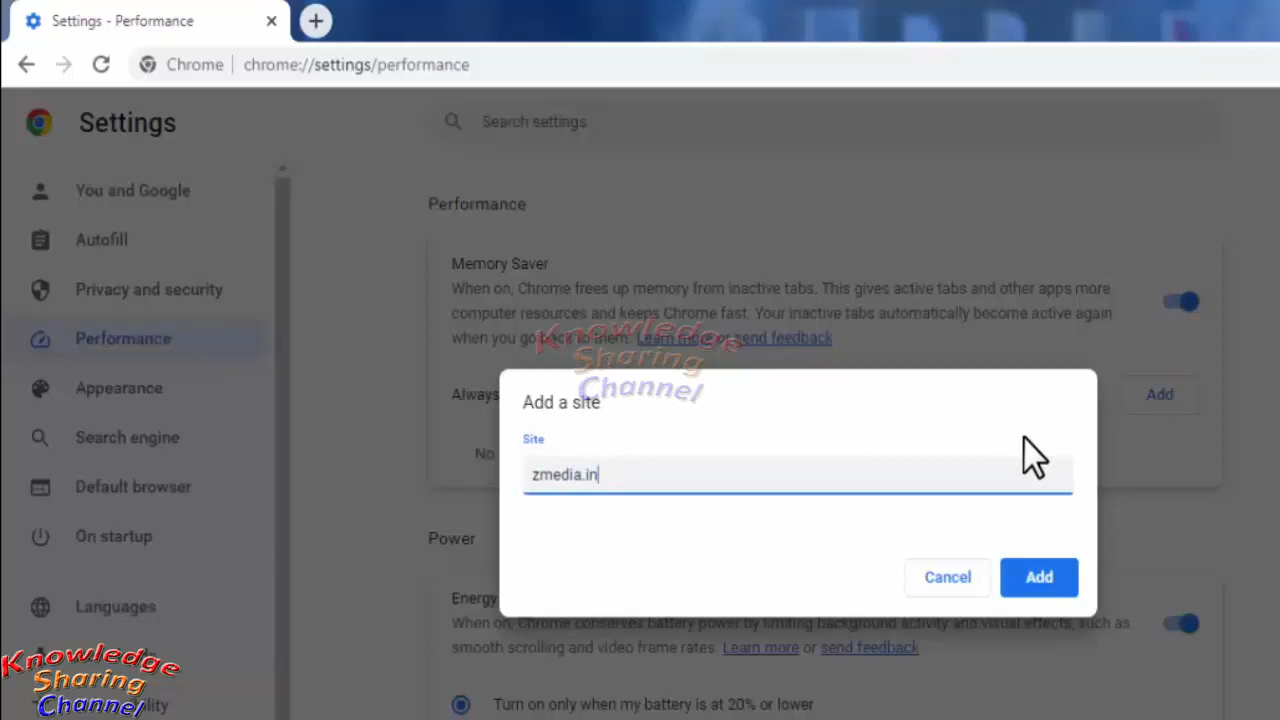 Settings - Performance
Chrome
chrome://settings/performance
Settings
Search settings
You and Google
Autofill
Privacy and security
Performance
Appearance
Search engine
Default browser
On startup
Languages
Performance
Memory Saver
When on, Chrome frees up memory from inactive tabs. This gives active tabs and other apps more
computer resources and keeps Chrome fast. Your inactive tabs automatically become active again
when you go back to them. Learn more or send feedback
Always
Add
No
Knowledge
Sharing
Channel
Add a site
Site
zmedia.in
Cancel
Add
Power
Energy
When on, Chrome conserves battery power by limiting background activity and visual effects, such as
smooth scrolling and video frame rates. Learn more or send feedback
Turn on only when my battery is at 20% or lower
Knowledge
Sharing
Channel